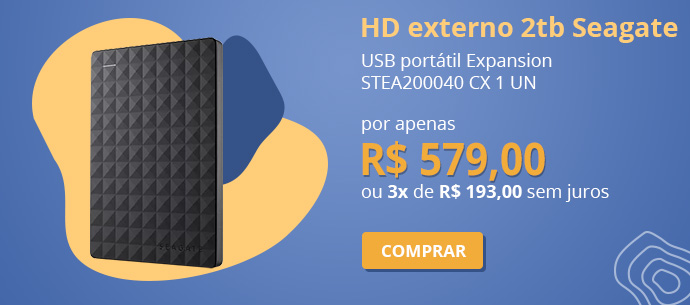 HD externo 2tb Seagate
USB portátil Expansion
STEA200040 CX 1 UN
por apenas
R$ 579,00
ou 3x de R$ 193,00 sem juros
COMPRAR
SEAGATE